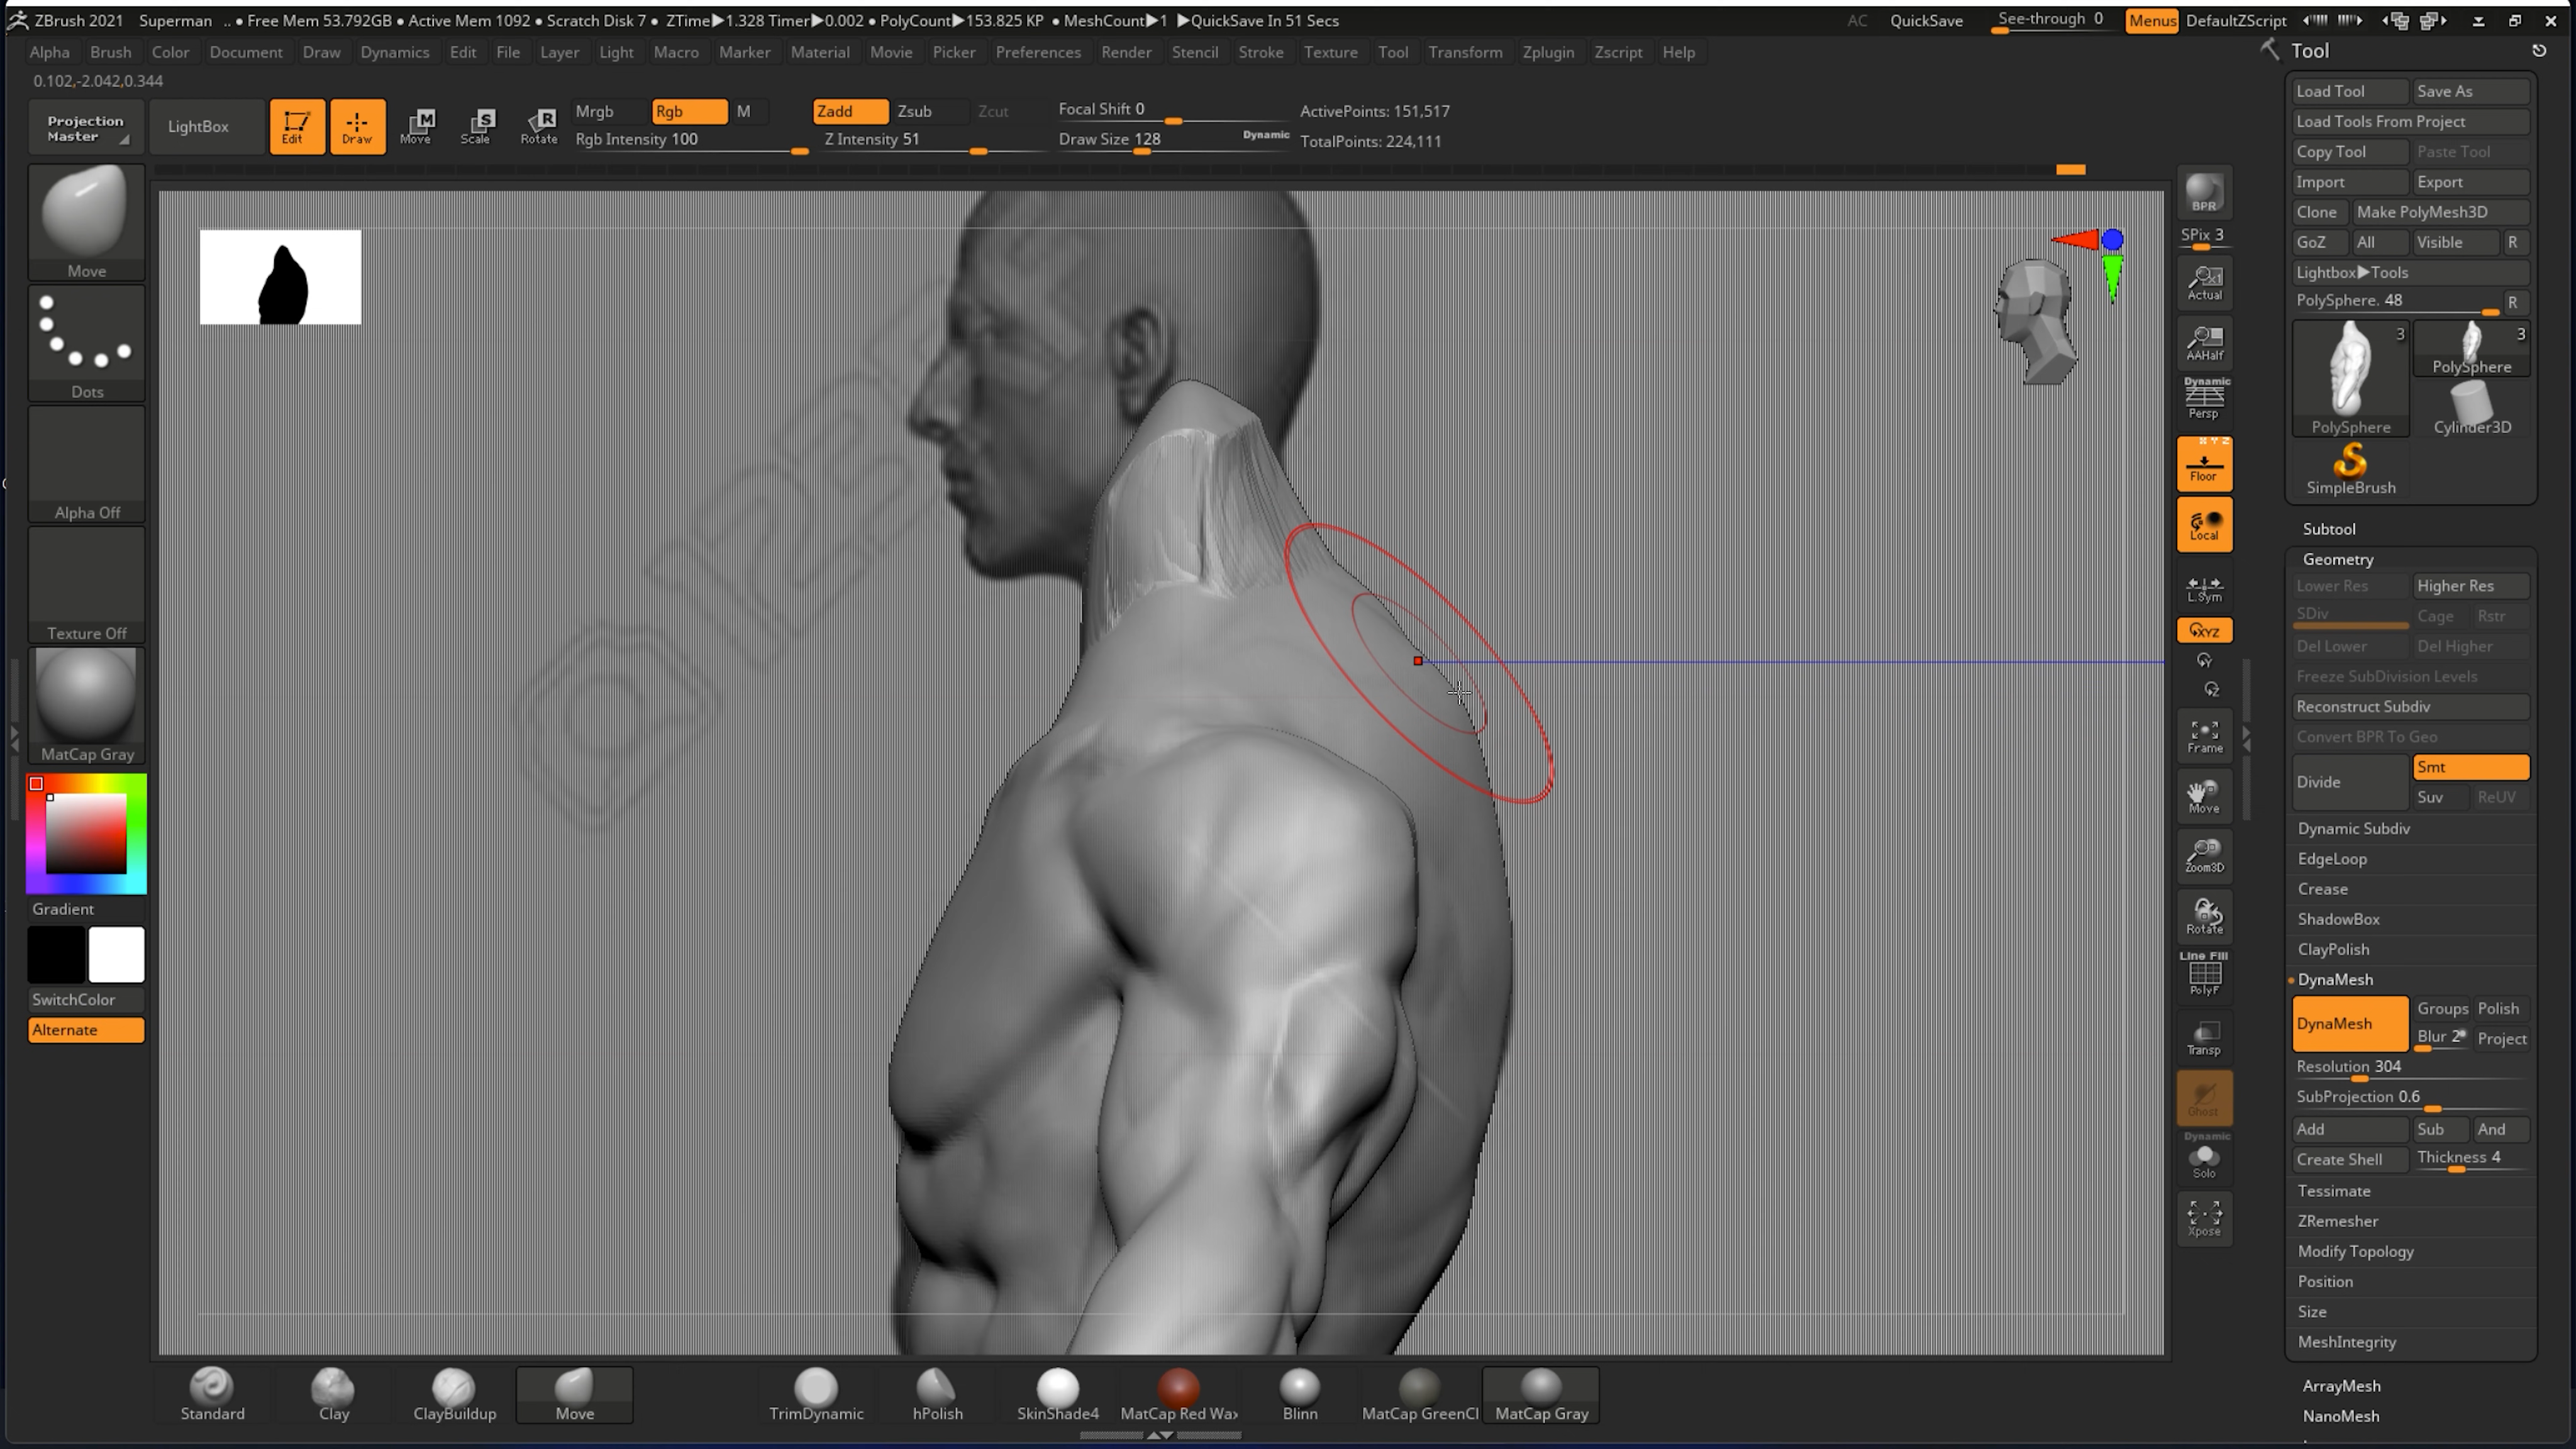 ZBrush 2021 Superman .. • Free Mem 53.792GB • Active Mem 1092 • Scratch Disk 7 • ZTime▶1.328 Timer▶0.002 • PolyCount▶153.825 KP • MeshCount▶1 ▶QuickSave In 51 Secs AC QuickSave See-through 0 Menus DefaultZScript
Alpha Brush Color Document Draw Dynamics Edit File Layer Light Macro Marker Material Movie Picker Preferences Render Stencil Stroke Texture Tool Transform Zplugin Zscript Help
0.102,-2.042,0.344
Projection Master
LightBox
Edit
Draw
Move
Scale
Rotate
Mrgb Rgb M
Rgb Intensity 100
Zadd Zsub Zcut
Z Intensity 51
Focal Shift 0
Draw Size 128 Dynamic
ActivePoints: 151,517
TotalPoints: 224,111
Move
Dots
Alpha Off
Texture Off
MatCap Gray
Gradient
SwitchColor
Alternate
BPR
SPix 3
Actual
AAHalf
Dynamic
Persp
X Y Z
Floor
Local
L.Sym
XYZ
Y
Z
Frame
Move
Zoom3D
Rotate
Line Fill
PolyF
Transp
Ghost
Dynamic
Solo
Xpose
Tool
Load Tool Save As
Load Tools From Project
Copy Tool Paste Tool
Import Export
Clone Make PolyMesh3D
GoZ All Visible R
Lightbox▶Tools
PolySphere. 48 R
3 3
PolySphere
PolySphere Cylinder3D
SimpleBrush
Subtool
Geometry
Lower Res Higher Res
SDiv Cage Rstr
Del Lower Del Higher
Freeze SubDivision Levels
Reconstruct Subdiv
Convert BPR To Geo
Divide Smt
Suv ReUV
Dynamic Subdiv
EdgeLoop
Crease
ShadowBox
ClayPolish
DynaMesh
DynaMesh Groups Polish
Blur 2 Project
Resolution 304
SubProjection 0.6
Add Sub And
Create Shell Thickness 4
Tessimate
ZRemesher
Modify Topology
Position
Size
MeshIntegrity
ArrayMesh
NanoMesh
Standard Clay ClayBuildup Move TrimDynamic hPolish SkinShade4 MatCap Red Wax Blinn MatCap GreenCl MatCap Gray